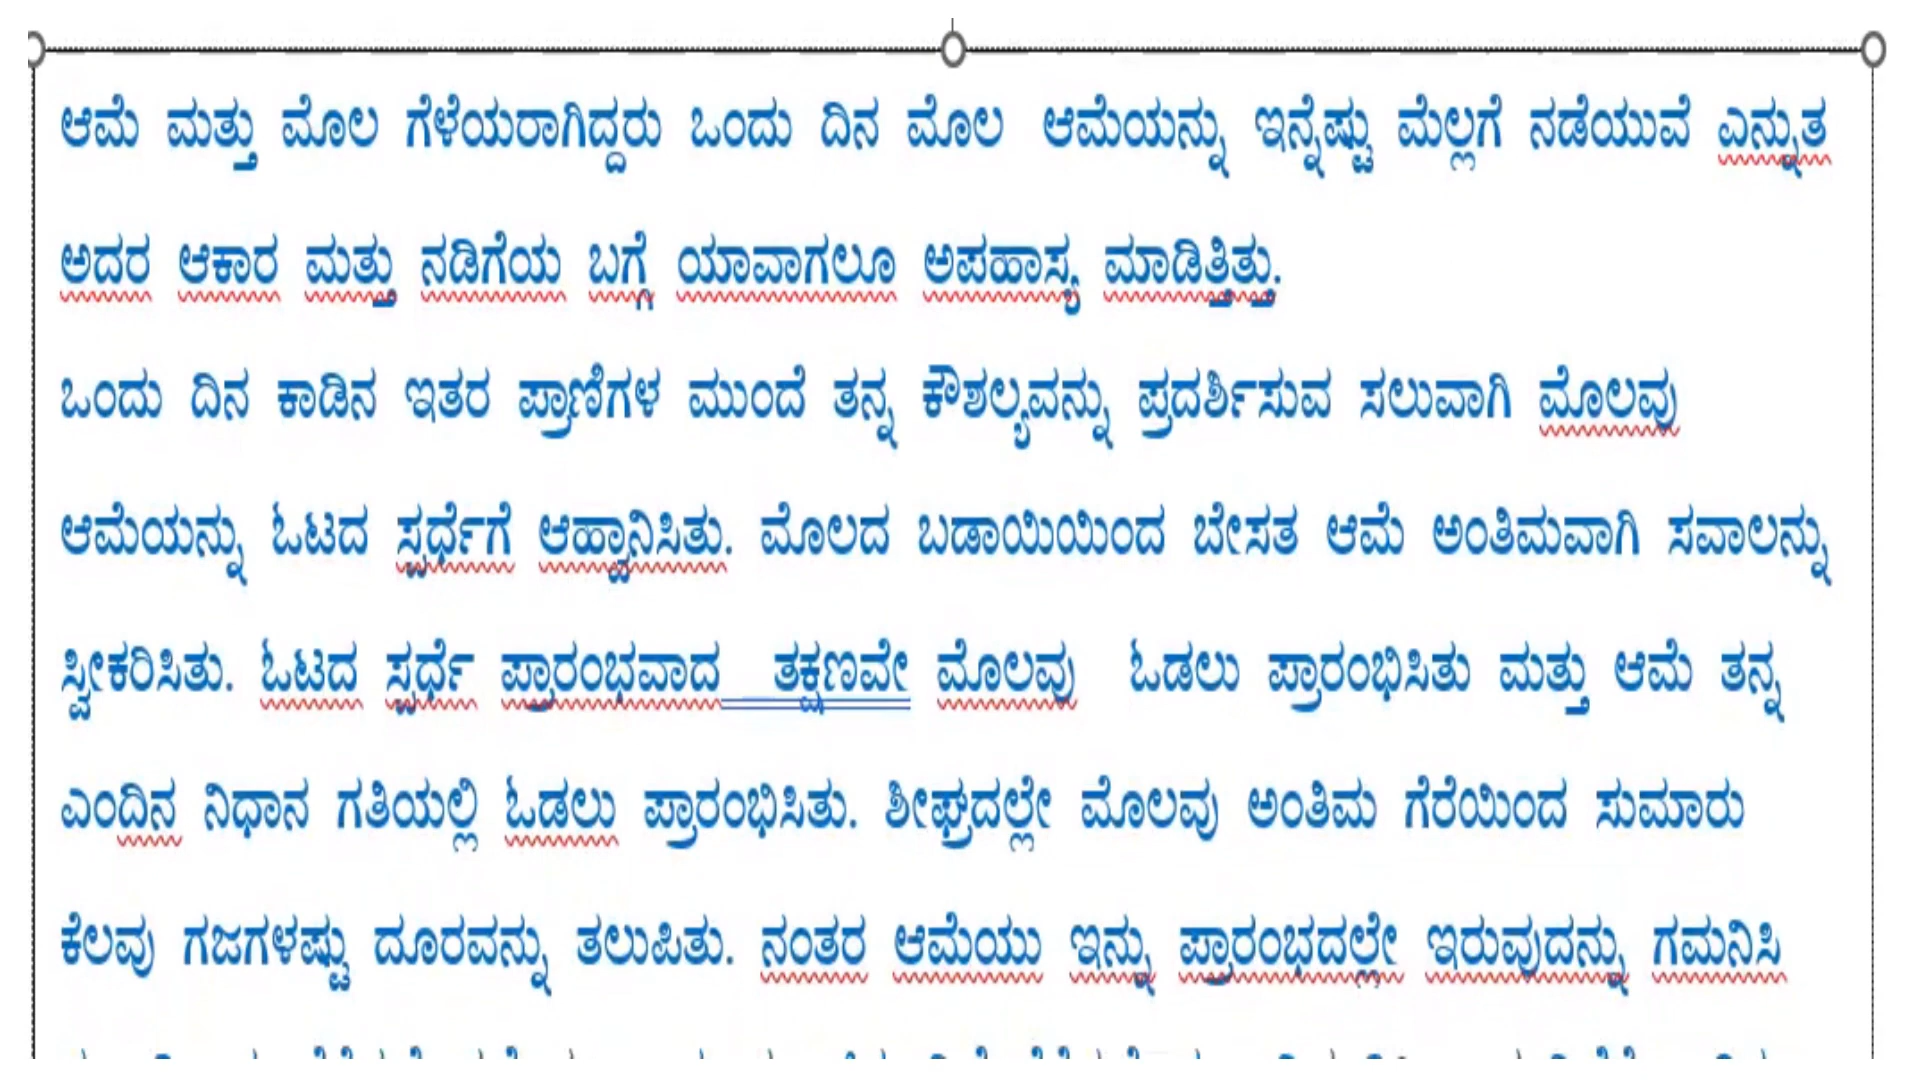 ಆಮೆ ಮತ್ತು ಮೊಲ ಗೆಳೆಯರಾಗಿದ್ದರು ಒಂದು ದಿನ ಮೊಲ ಆಮೆಯನ್ನು ಇನ್ನೆಷ್ಟು ಮೆಲ್ಲಗೆ ನಡೆಯುವೆ ಎನ್ನುತ
ಅದರ ಆಕಾರ ಮತ್ತು ನಡಿಗೆಯ ಬಗ್ಗೆ ಯಾವಾಗಲೂ ಅಪಹಾಸ್ಯ ಮಾಡಿತ್ತಿತ್ತು.
ಒಂದು ದಿನ ಕಾಡಿನ ಇತರ ಪ್ರಾಣಿಗಳ ಮುಂದೆ ತನ್ನ ಕೌಶಲ್ಯವನ್ನು ಪ್ರದರ್ಶಿಸುವ ಸಲುವಾಗಿ ಮೊಲವು
ಆಮೆಯನ್ನು ಓಟದ ಸ್ಪರ್ಧೆಗೆ ಆಹ್ವಾನಿಸಿತು. ಮೊಲದ ಬಡಾಯಿಯಿಂದ ಬೇಸತ ಆಮೆ ಅಂತಿಮವಾಗಿ ಸವಾಲನ್ನು
ಸ್ವೀಕರಿಸಿತು. ಓಟದ ಸ್ಪರ್ಧೆ ಪ್ರಾರಂಭವಾದ ತಕ್ಷಣವೇ ಮೊಲವು ಓಡಲು ಪ್ರಾರಂಭಿಸಿತು ಮತ್ತು ಆಮೆ ತನ್ನ
ಎಂದಿನ ನಿಧಾನ ಗತಿಯಲ್ಲಿ ಓಡಲು ಪ್ರಾರಂಭಿಸಿತು. ಶೀಘ್ರದಲ್ಲೇ ಮೊಲವು ಅಂತಿಮ ಗೆರೆಯಿಂದ ಸುಮಾರು
ಕೆಲವು ಗಜಗಳಷ್ಟು ದೂರವನ್ನು ತಲುಪಿತು. ನಂತರ ಆಮೆಯು ಇನ್ನು ಪ್ರಾರಂಭದಲ್ಲೇ ಇರುವುದನ್ನು ಗಮನಿಸಿ